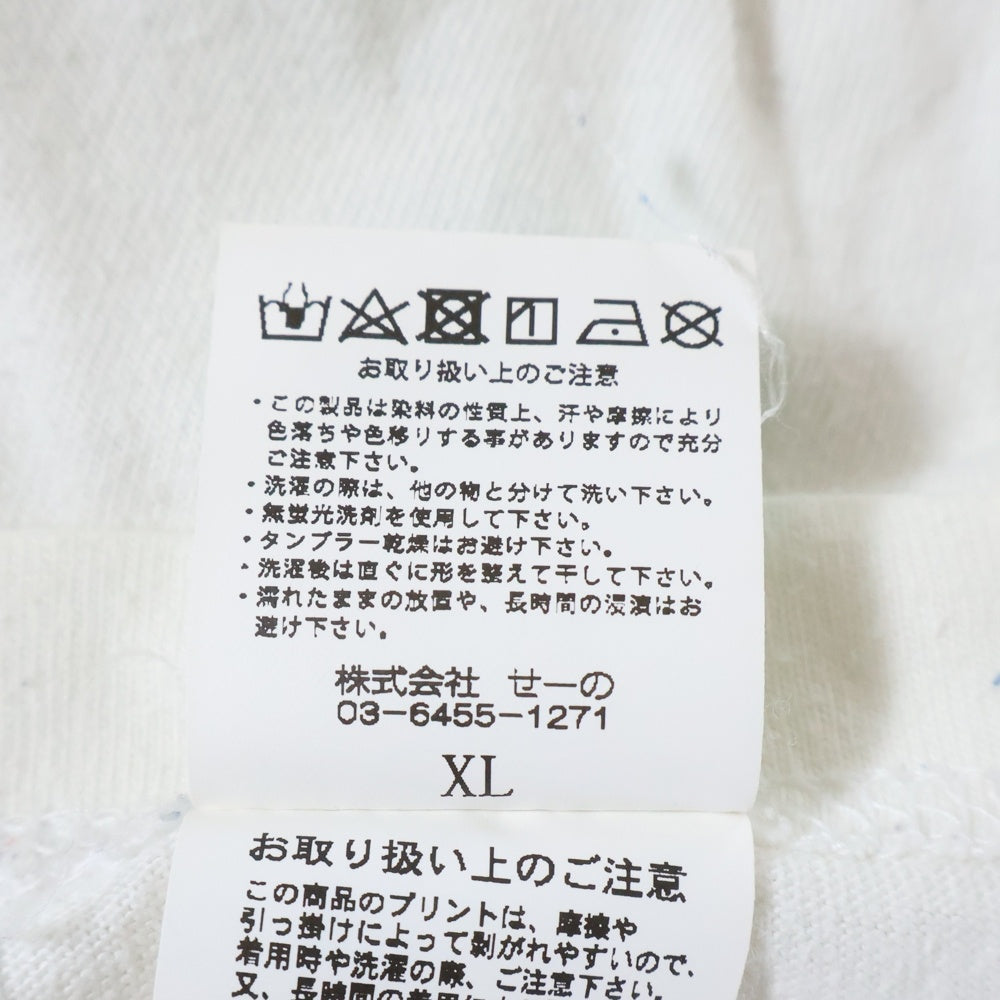 お取り扱い上のご注意
・この製品は染料の性質上、汗や摩擦により
色落ちや色移りする事がありますので充分
ご注意下さい。
・洗濯の際は、他の物と分けて洗い下さい。
・無蛍光洗剤を使用して下さい。
・タンブラー乾燥はお避け下さい。
・洗濯後は直ぐに形を整えて干して下さい。
・濡れたままの放置や、長時間の浸漬はお
避け下さい。
株式会社 せーの
03-6455-1271
XL
お取り扱い上のご注意
この商品のプリントは、摩擦や
引っ掛けによって剥がれやすいので、
着用時や洗濯の際、ご注意下さい。
又、長時間の着用に